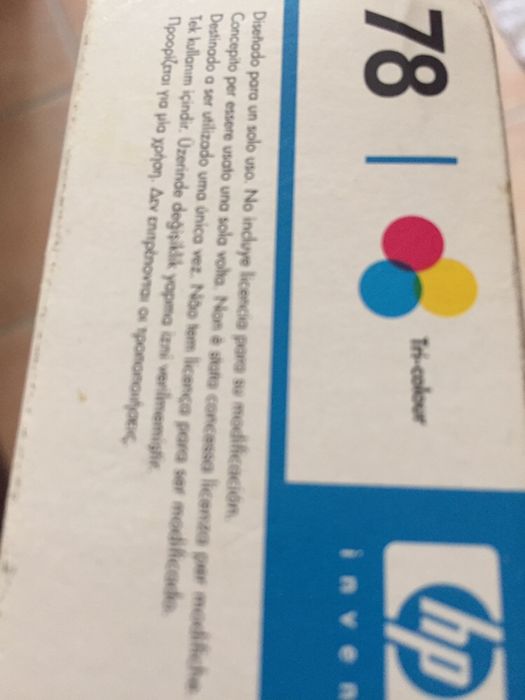 78
Tri-colour
hp
inven
Diseñado para un solo uso. No incluye licencia para su modificación.
Concepito per essere usato una sola volta. Non è stata concessa licenza per modifiche.
Destinado a ser utilizado uma única vez. Não tem licença para ser modificado.
Tek kullanım içindir. Üzerinde değişiklik yapma izni verilmemiştir.
Προορίζεται για μία χρήση. Δεν επιτρέπονται οι τροποποιήσεις.